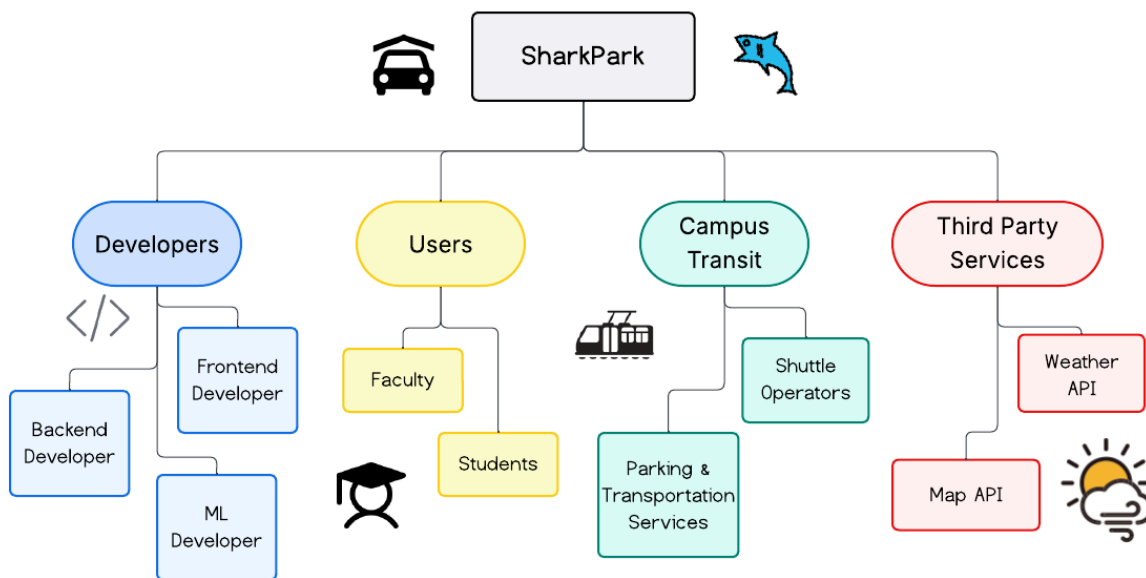 SharkPark
Developers
Users
Campus
Transit
Third Party
Services
</>
Frontend
Developer
Backend
Developer
ML
Developer
Faculty
Students
Shuttle
Operators
Parking &
Transportation
Services
Weather
API
Map API